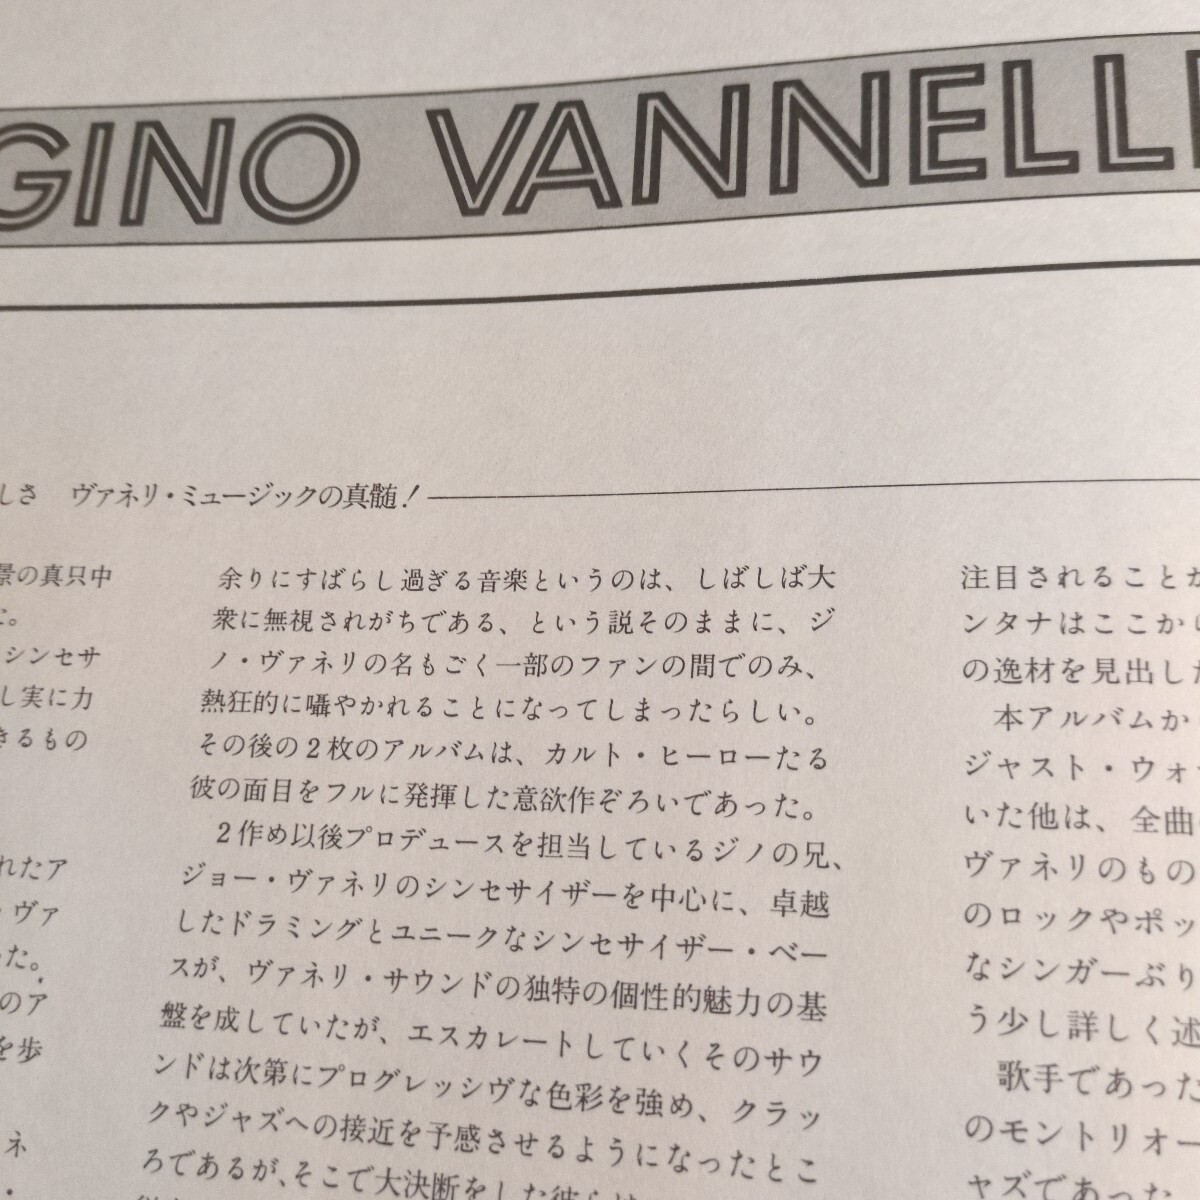 GINO VANNELLI
しさ　ヴァネリ・ミュージックの真髄！
景の真只中
た。
シンセサ
し実に力
きるもの
れたア
・ヴァ
った。
のア
を歩
ネ
余りにすばらし過ぎる音楽というのは、しばしば大
衆に無視されがちである、という説そのままに、ジ
ノ・ヴァネリの名もごく一部のファンの間でのみ、
熱狂的に囁やかれることになってしまったらしい。
その後の2枚のアルバムは、カルト・ヒーローたる
彼の面目をフルに発揮した意欲作ぞろいであった。
2作め以後プロデュースを担当しているジノの兄、
ジョー・ヴァネリのシンセサイザーを中心に、卓越
したドラミングとユニークなシンセサイザー・ベー
スが、ヴァネリ・サウンドの独特の個性的魅力の基
盤を成していたが、エスカレートしていくそのサウ
ンドは次第にプログレッシヴな色彩を強め、クラッ
クやジャズへの接近を予感させるようになったとこ
ろであるが、そこで大決断をした彼らは
注目されることが
ンタナはここから
の逸材を見出した
本アルバムか
ジャスト・ウォ
いた他は、全曲
ヴァネリのもの
のロックやポッ
なシンガーぶり
う少し詳しく述
歌手であった
のモントリオー
ャズであった